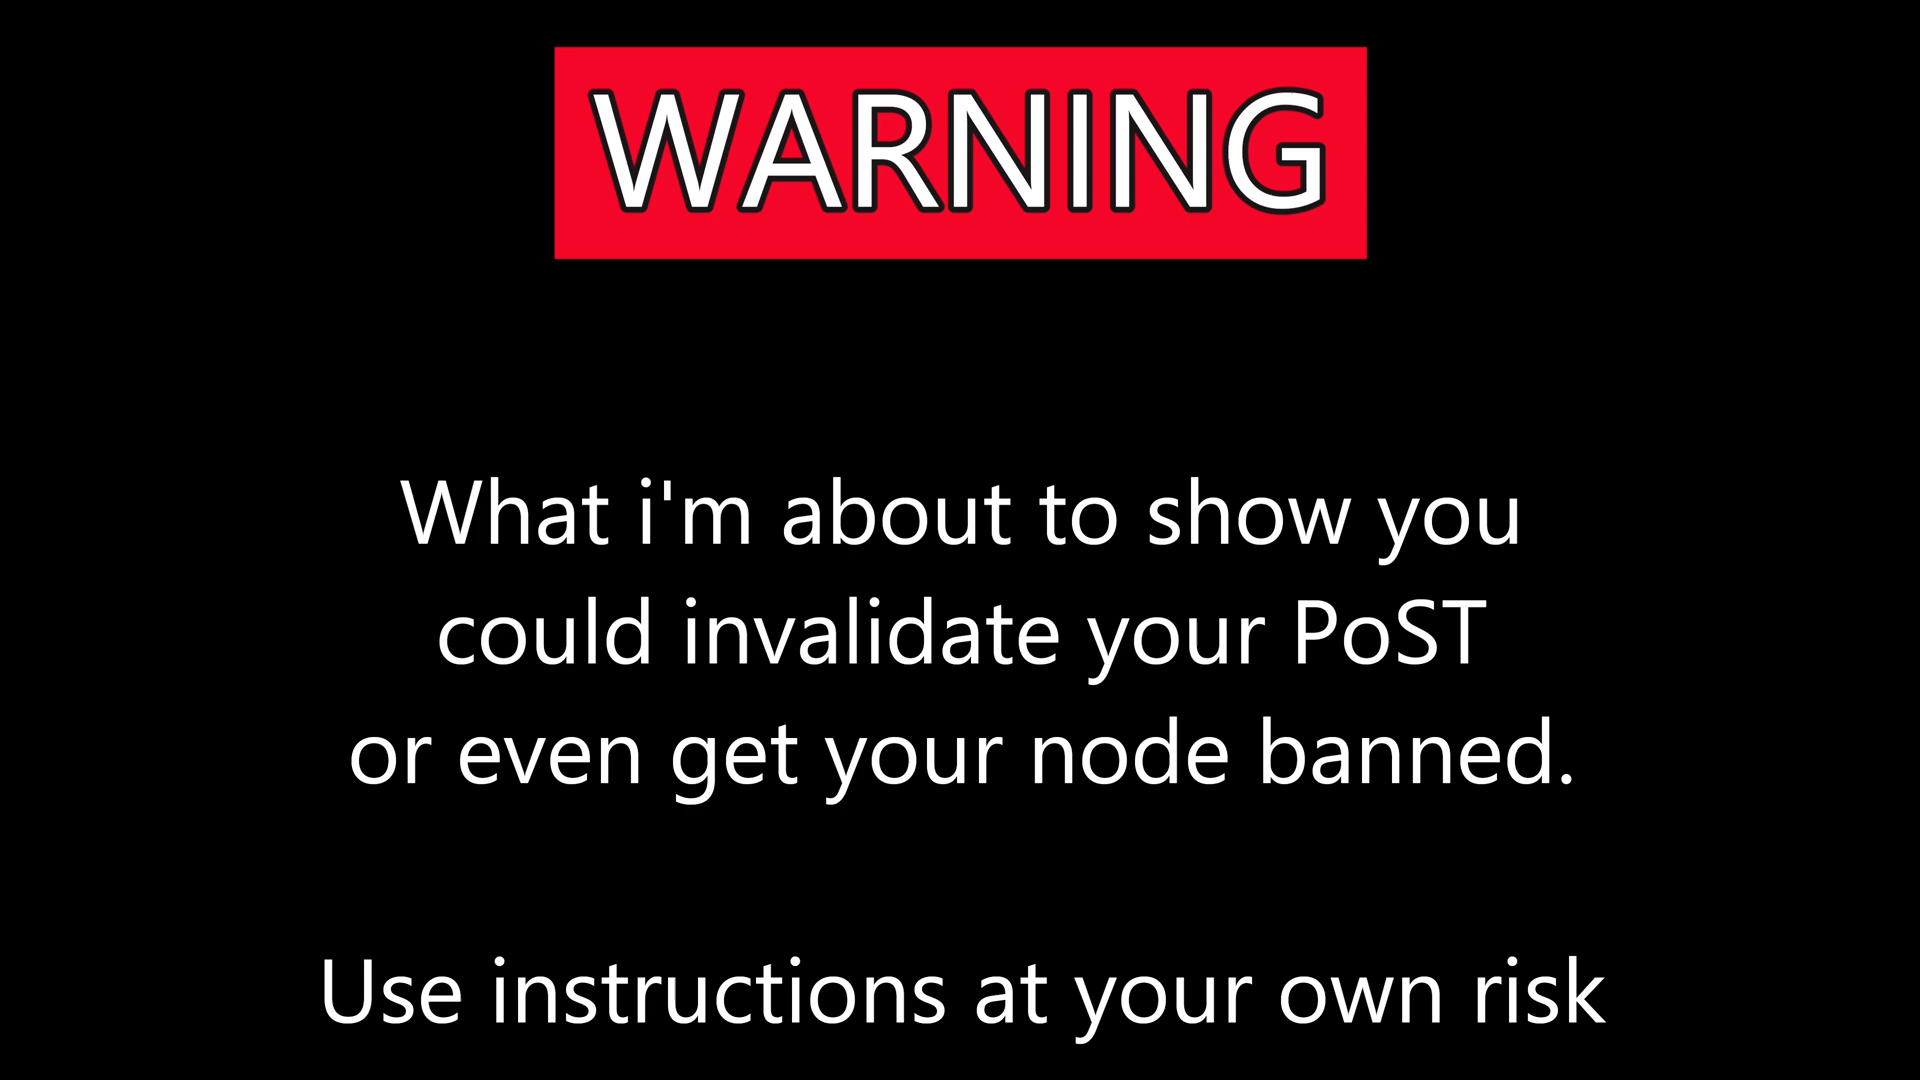 WARNING
What i'm about to show you
could invalidate your PoST
or even get your node banned.
Use instructions at your own risk